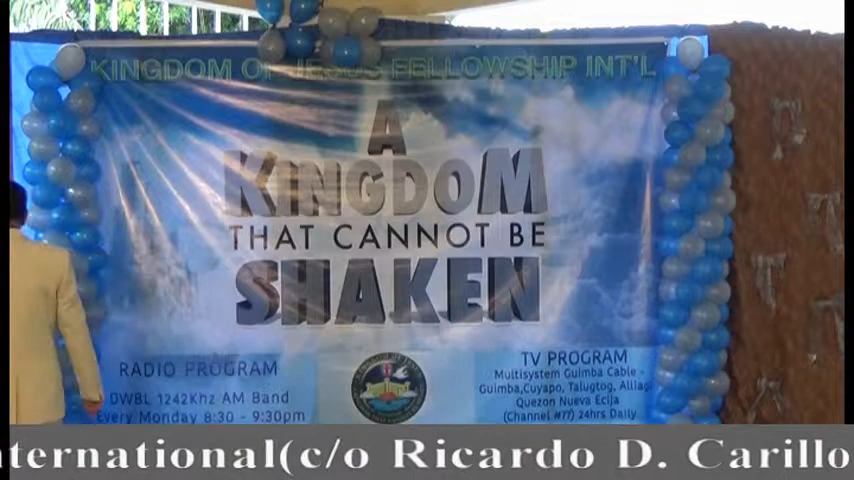 KINGDOM OF JESUS FELLOWSHIP INT'L
A
KINGDOM
THAT CANNOT BE
SHAKEN
RADIO PROGRAM
DWBL 1242Khz AM Band
Every Monday 8:30 - 9:30pm
TV PROGRAM
Multisystem Guimba Cable -
Guimba,Cuyapo, Talugtog, Alliag
Quezon Nueva Ecija
(Channel #77) 24hrs Daily
nternational(c/o Ricardo D. Carillo